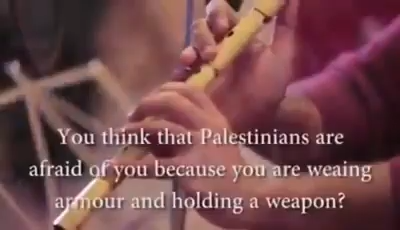 You think that Palestinians are
afraid of you because you are weaing
armour and holding a weapon?